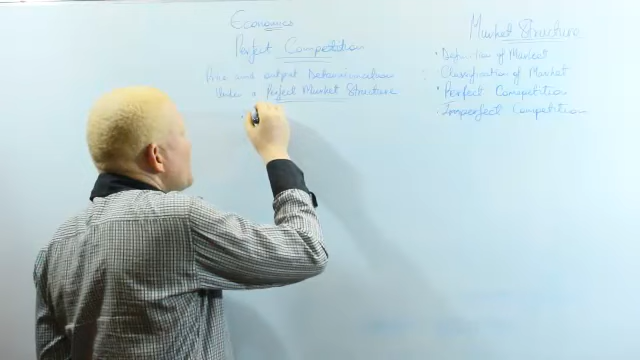 Economics
Perfect Competition
Price and output Determination
Under a Perfect Market Structure
Market Structure
· Definition of Market
· Classification of Market
· Perfect Competition
· Imperfect Competition